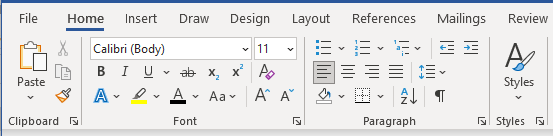 File Home Insert Draw Design Layout References Mailings Review
Calibri (Body) 11
Paste
B I U ab x₂ x²
A A Aa A A
A Z
Styles
Clipboard Font Paragraph Styles